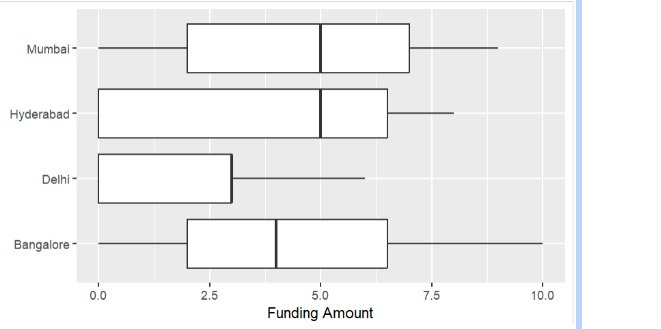 Mumbai
Hyderabad
Delhi
Bangalore
0.0 2.5 5.0 7.5 10.0
Funding Amount